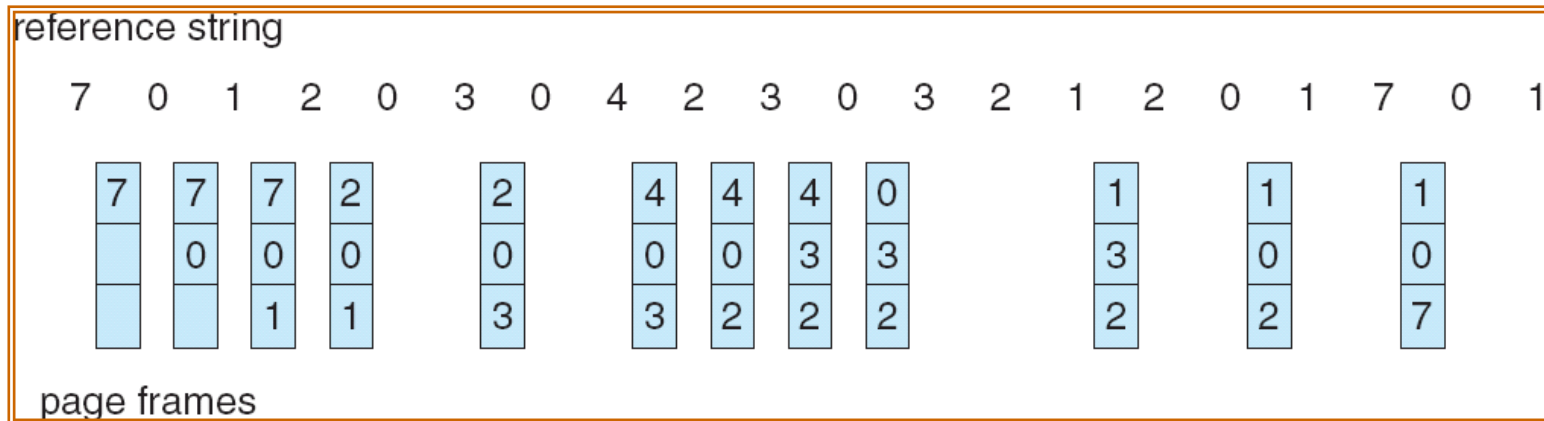 reference string
7 0 1 2 0 3 0 4 2 3 0 3 2 1 2 0 1 7 0 1
7 7 7 2 2 4 4 4 0 1 1 1
0 0 0 0 0 0 3 3 3 0 0
1 1 3 3 2 2 2 2 2 7
page frames